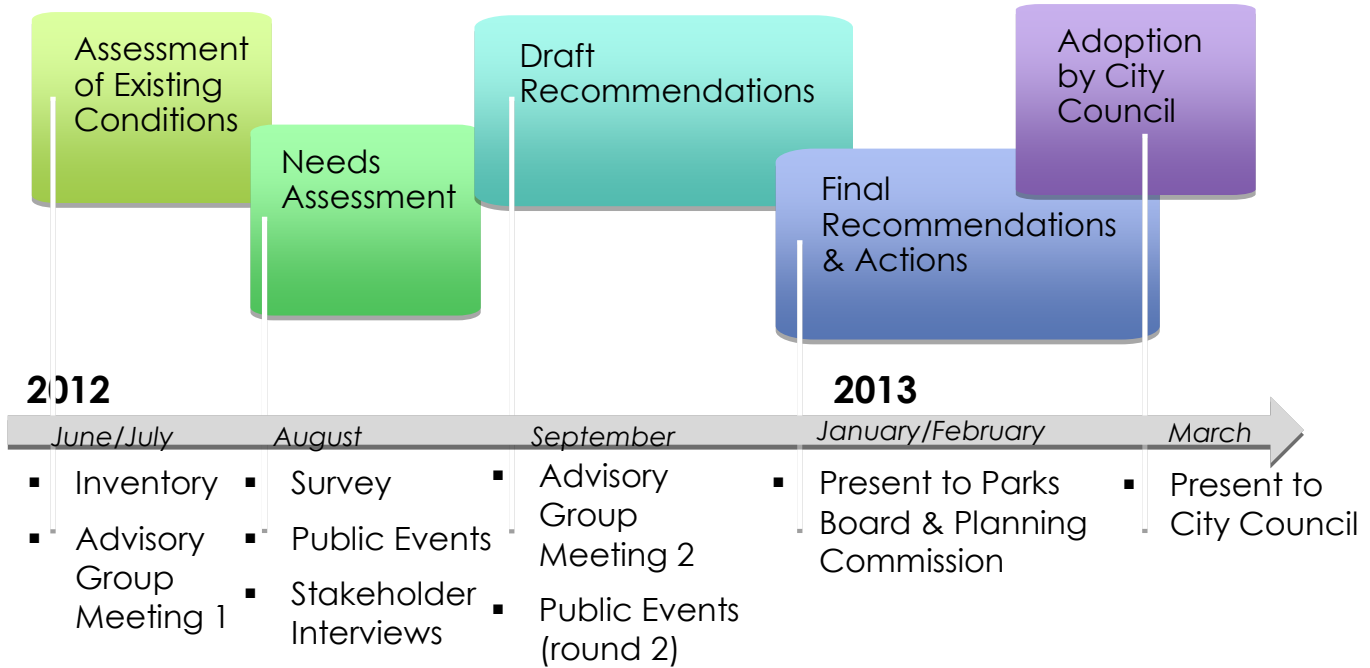 Assessment
of Existing
Conditions
Needs
Assessment
Draft
Recommendations
Final
Recommendations
& Actions
Adoption
by City
Council
2012
2013
June/July
August
September
January/February
March
▪ Inventory
▪ Advisory
Group
Meeting 1
▪ Survey
▪ Public Events
▪ Stakeholder
Interviews
▪ Advisory
Group
Meeting 2
▪ Public Events
(round 2)
▪ Present to Parks
Board & Planning
Commission
▪ Present to
City Council